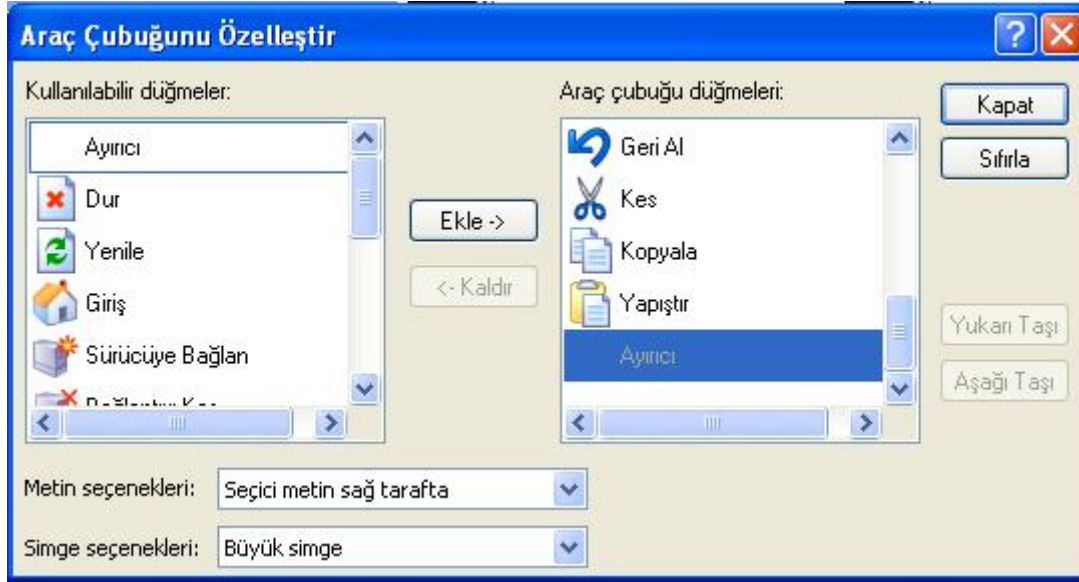 Araç Çubuğunu Özelleştir
Kullanılabilir düğmeler:
Ayırıcı
Dur
Yenile
Giriş
Sürücüye Bağlan
Ekle ->
<- Kaldır
Araç çubuğu düğmeleri:
Geri Al
Kes
Kopyala
Yapıştır
Ayırıcı
Kapat
Sıfırla
Yukarı Taşı
Aşağı Taşı
Metin seçenekleri: Seçici metin sağ tarafta
Simge seçenekleri: Büyük simge